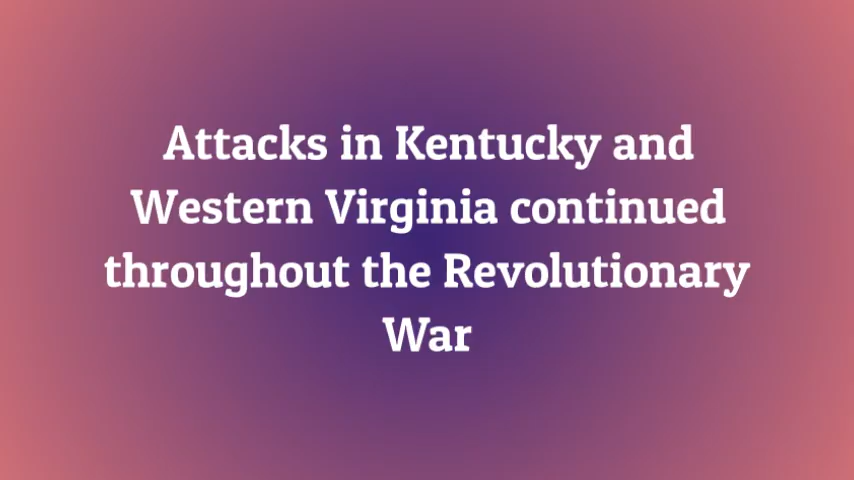 Attacks in Kentucky and
Western Virginia continued
throughout the Revolutionary
War